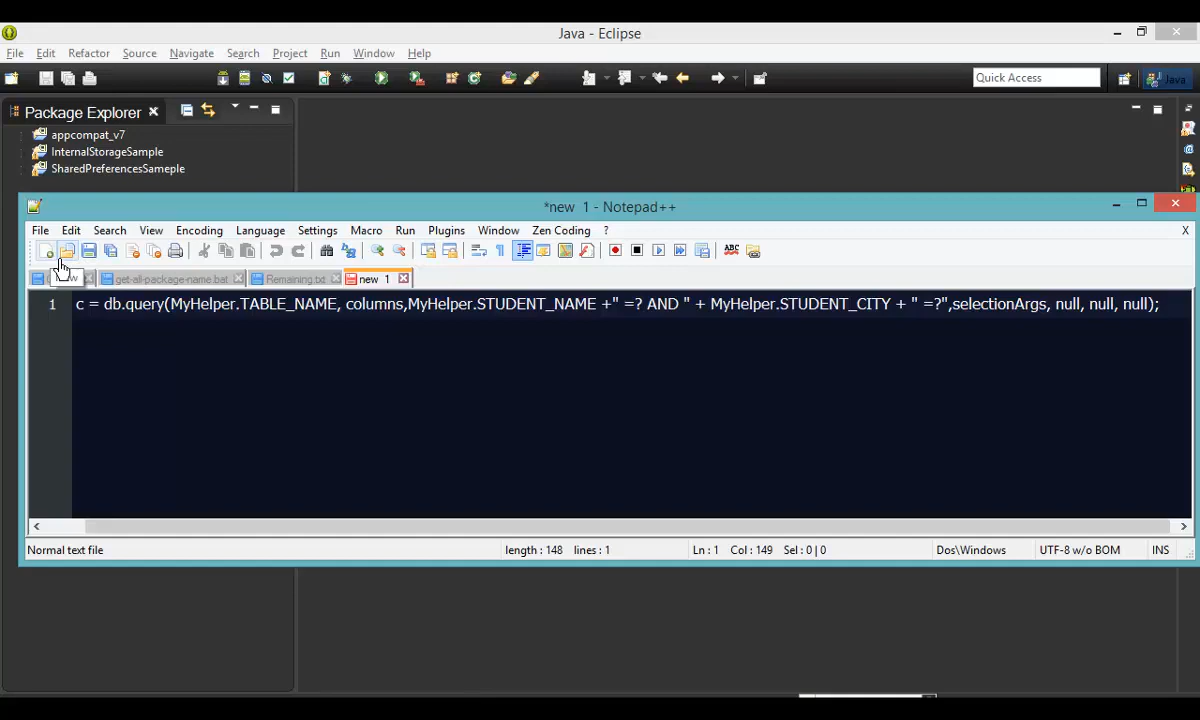 Java - Eclipse
File Edit Refactor Source Navigate Search Project Run Window Help
Quick Access
Java
Package Explorer
appcompat_v7
InternalStorageSample
SharedPreferencesSameple
*new 1 - Notepad++
File Edit Search View Encoding Language Settings Macro Run Plugins Window Zen Coding ? X
ABC
get-all-package-name.bat Remaining.txt new 1
1 c = db.query(MyHelper.TABLE_NAME, columns,MyHelper.STUDENT_NAME +" =? AND " + MyHelper.STUDENT_CITY + " =?",selectionArgs, null, null, null);
Normal text file length : 148 lines : 1 Ln : 1 Col : 149 Sel : 0 | 0 Dos\Windows UTF-8 w/o BOM INS